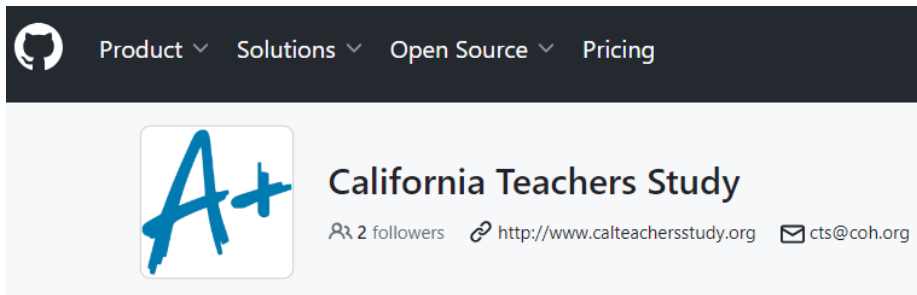 Product Solutions Open Source Pricing
A+
California Teachers Study
2 followers http://www.calteachersstudy.org cts@coh.org